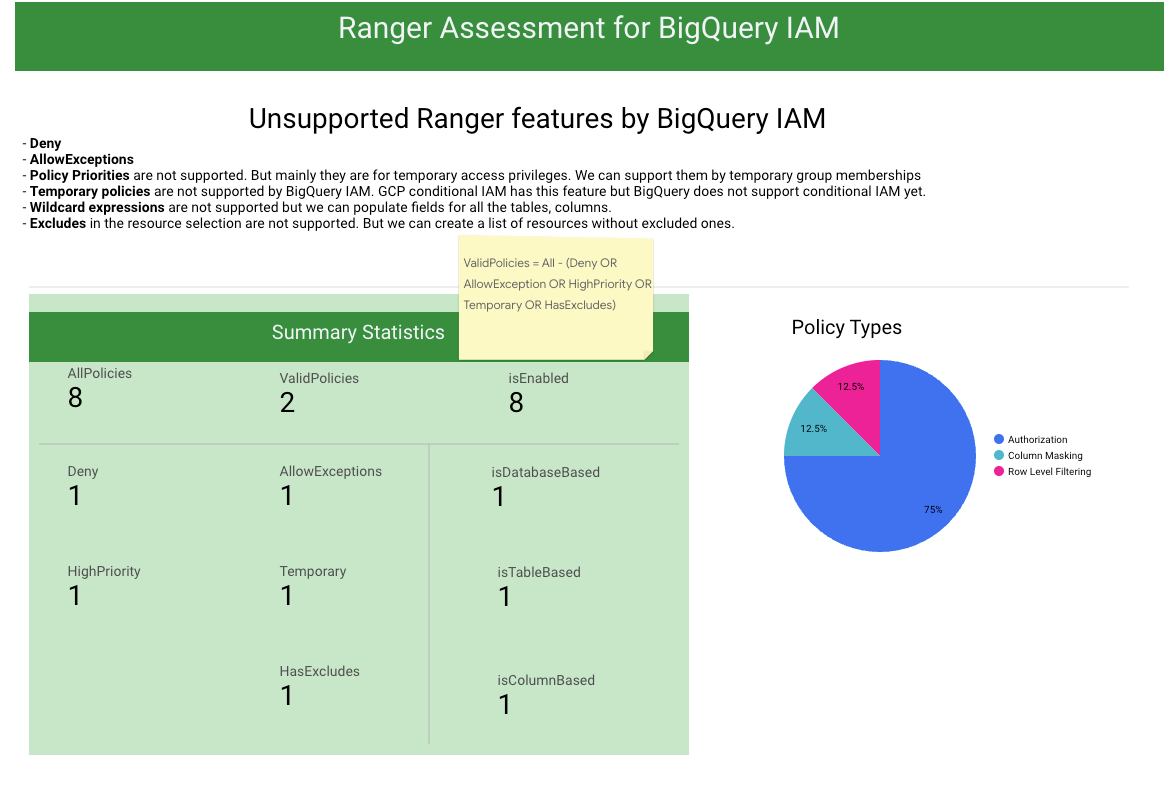 Ranger Assessment for BigQuery IAM
Unsupported Ranger features by BigQuery IAM
- Deny
- AllowExceptions
- Policy Priorities are not supported. But mainly they are for temporary access privileges. We can support them by temporary group memberships
- Temporary policies are not supported by BigQuery IAM. GCP conditional IAM has this feature but BigQuery does not support conditional IAM yet.
- Wildcard expressions are not supported but we can populate fields for all the tables, columns.
- Excludes in the resource selection are not supported. But we can create a list of resources without excluded ones.
ValidPolicies = All - (Deny OR
AllowException OR HighPriority OR
Temporary OR HasExcludes)
Summary Statistics
AllPolicies
8
ValidPolicies
2
isEnabled
8
Deny
1
AllowExceptions
1
isDatabaseBased
1
HighPriority
1
Temporary
1
isTableBased
1
HasExcludes
1
isColumnBased
1
Policy Types
12.5%
12.5%
75%
Authorization
Column Masking
Row Level Filtering